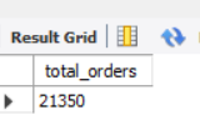 Result Grid
total_orders
21350